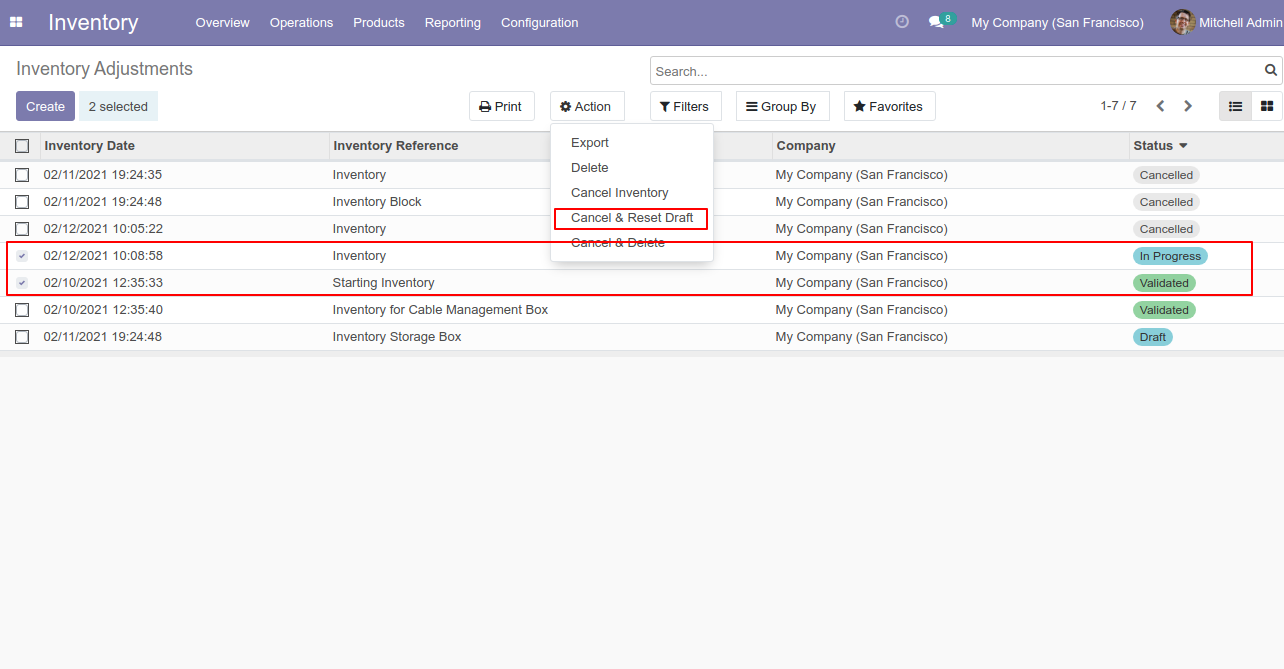 Inventory Overview Operations Products Reporting Configuration 8 My Company (San Francisco) Mitchell Admin
Inventory Adjustments
Search...
Create 2 selected Print Action Filters Group By Favorites 1-7 / 7
Export
Delete
Cancel Inventory
Cancel & Reset Draft
Cancel & Delete
Inventory Date Inventory Reference Company Status
02/11/2021 19:24:35 Inventory My Company (San Francisco) Cancelled
02/11/2021 19:24:48 Inventory Block My Company (San Francisco) Cancelled
02/12/2021 10:05:22 Inventory My Company (San Francisco) Cancelled
02/12/2021 10:08:58 Inventory My Company (San Francisco) In Progress
02/10/2021 12:35:33 Starting Inventory My Company (San Francisco) Validated
02/10/2021 12:35:40 Inventory for Cable Management Box My Company (San Francisco) Validated
02/11/2021 19:24:48 Inventory Storage Box My Company (San Francisco) Draft